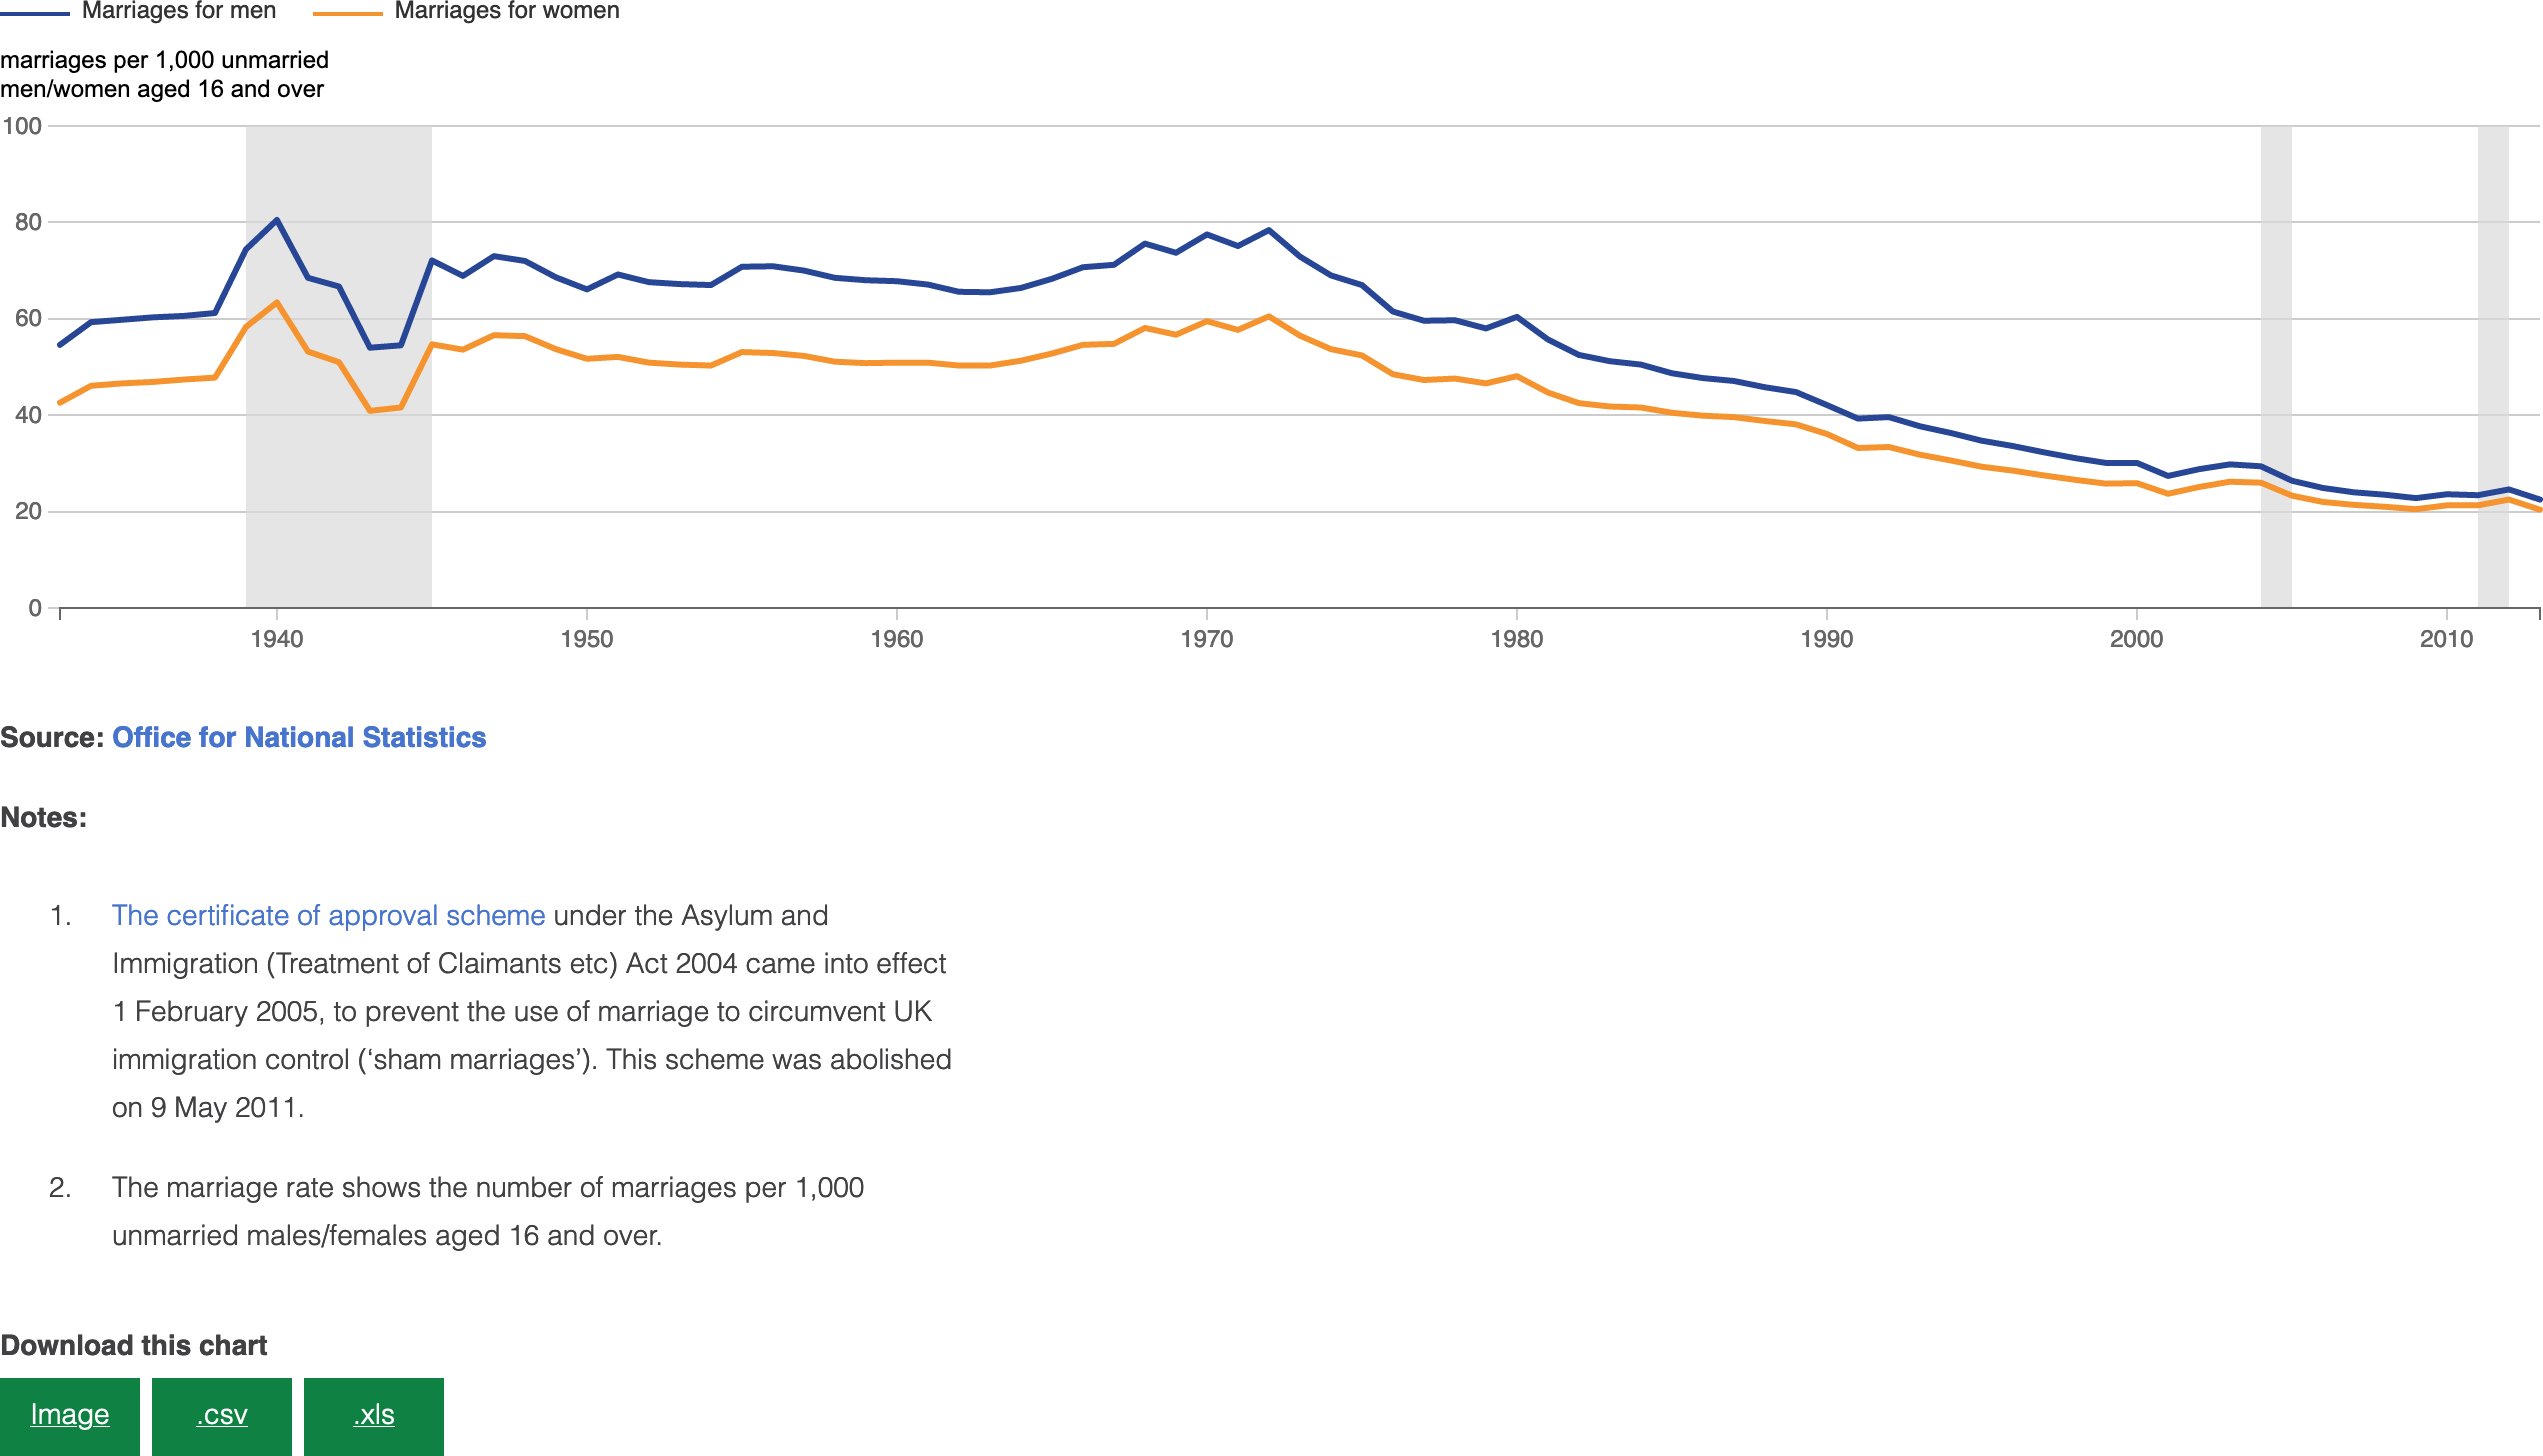 Marriages for men Marriages for women
marriages per 1,000 unmarried
men/women aged 16 and over
100
80
60
40
20
0
1940 1950 1960 1970 1980 1990 2000 2010
Source: Office for National Statistics
Notes:
1. The certificate of approval scheme under the Asylum and
Immigration (Treatment of Claimants etc) Act 2004 came into effect
1 February 2005, to prevent the use of marriage to circumvent UK
immigration control (‘sham marriages’). This scheme was abolished
on 9 May 2011.
2. The marriage rate shows the number of marriages per 1,000
unmarried males/females aged 16 and over.
Download this chart
Image .csv .xls